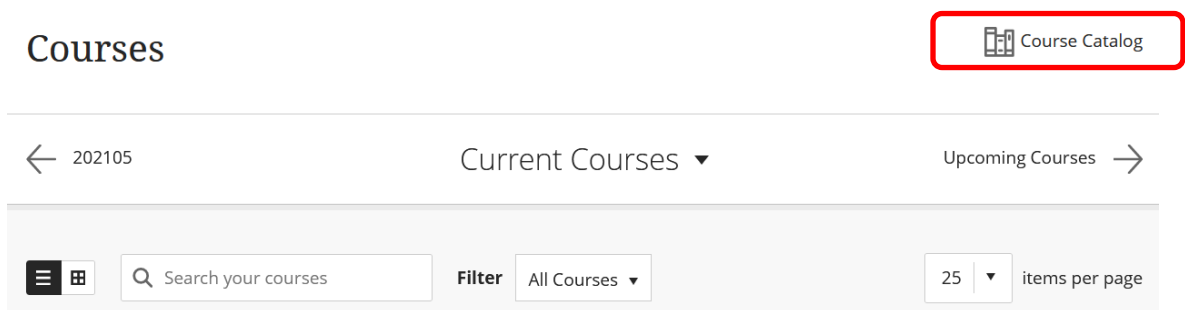 Courses
Course Catalog
202105
Current Courses
Upcoming Courses
Search your courses
Filter
All Courses
25
items per page